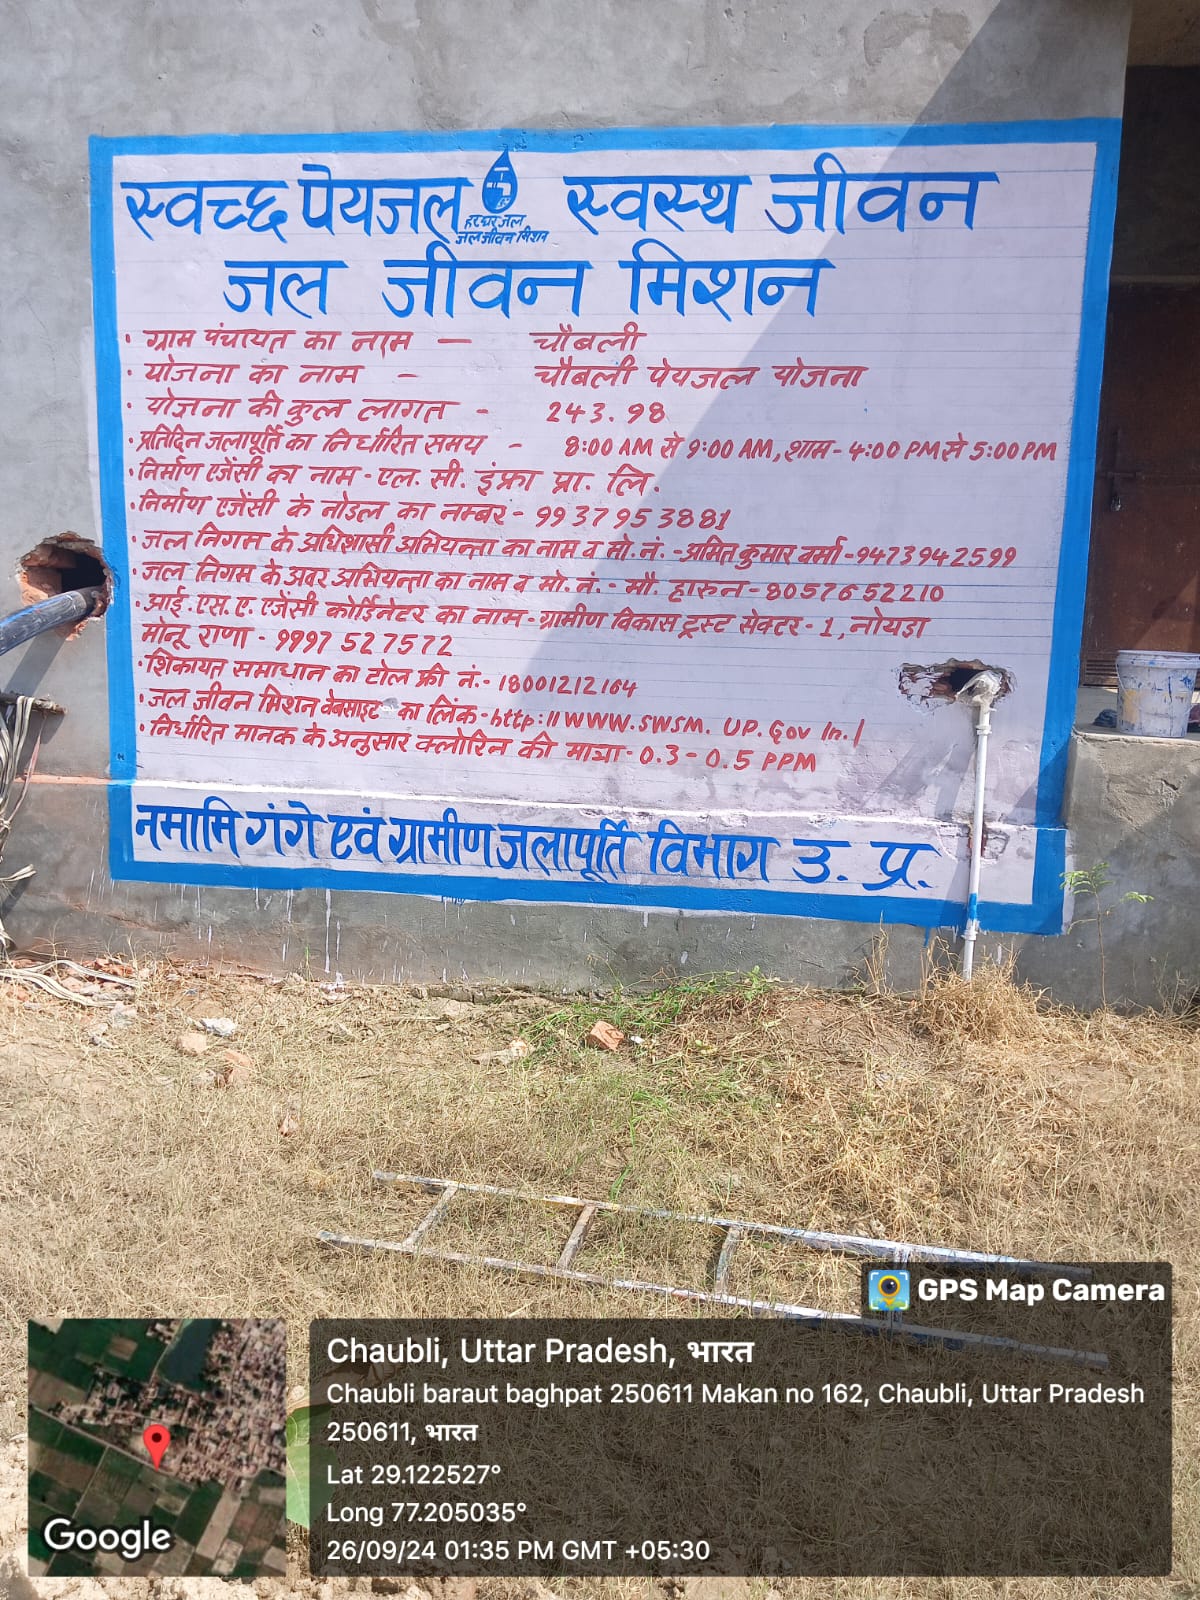 स्वच्छ पेयजल स्वस्थ जीवन
हर घर जल
जल जीवन मिशन
जल जीवन मिशन
· ग्राम पंचायत का नाम — चौबली
· योजना का नाम - चौबली पेयजल योजना
· योजना की कुल लागत - 243.98
· प्रतिदिन जलापूर्ति का निर्धारित समय - 8:00 AM से 9:00 AM, शाम - 4:00 PM से 5:00 PM
· निर्माण एजेंसी का नाम - एल. सी. इंफ्रा प्रा. लि.
· निर्माण एजेंसी के नोडल का नम्बर - 9937953881
· जल निगम के अधिशासी अभियन्ता का नाम व मो. नं. - अमित कुमार वर्मा - 9473942599
· जल निगम के अवर अभियन्ता का नाम व मो. नं. - मौ. हारुन - 8057652210
· आई. एस. ए. एजेंसी कोर्डिनेटर का नाम - ग्रामीण विकास ट्रस्ट सेक्टर - 1, नोयडा
मोनू राणा - 9997527572
· शिकायत समाधान का टोल फ्री नं. - 18001212164
· जल जीवन मिशन वेबसाइट का लिंक - http://WWW.SWSM.UP.Gov In./
· निर्धारित मानक के अनुसार क्लोरिन की मात्रा - 0.3 - 0.5 PPM
नमामि गंगे एवं ग्रामीण जलापूर्ति विभाग उ. प्र.
GPS Map Camera
Chaubli, Uttar Pradesh, भारत
Chaubli baraut baghpat 250611 Makan no 162, Chaubli, Uttar Pradesh
250611, भारत
Lat 29.122527°
Long 77.205035°
26/09/24 01:35 PM GMT +05:30
Google